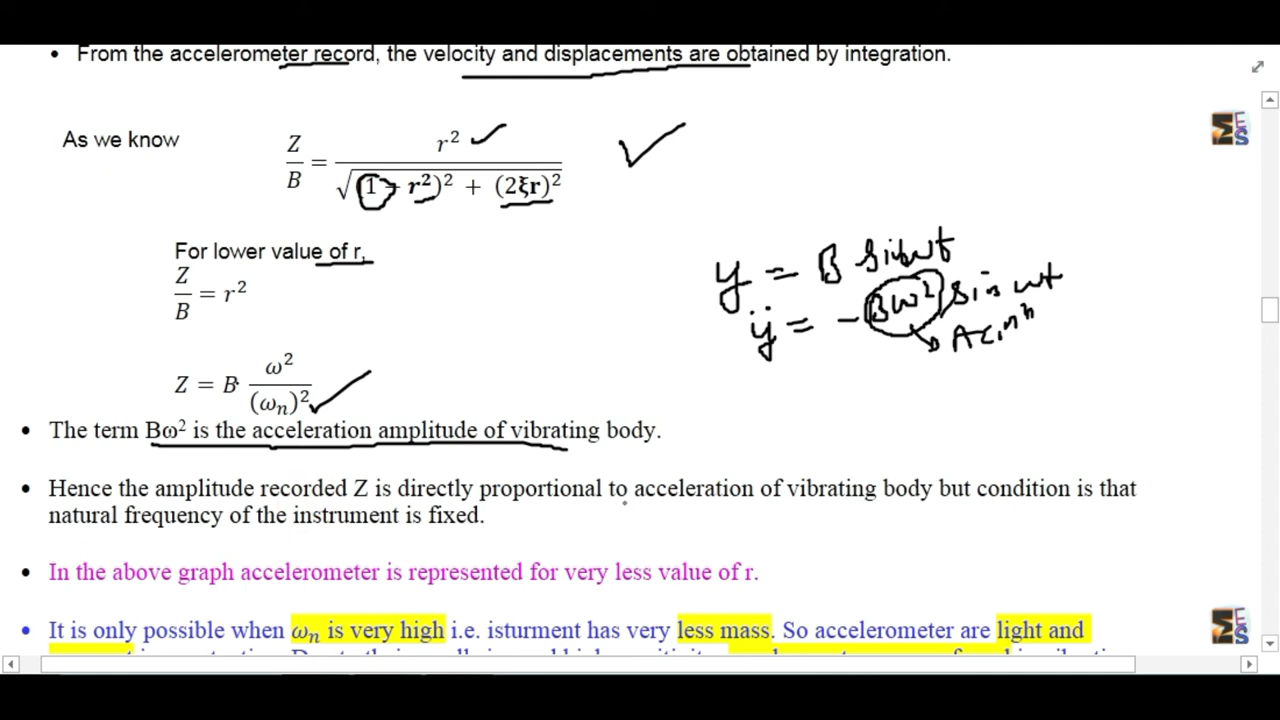 • From the accelerometer record, the velocity and displacements are obtained by integration.
As we know
Z/B = r² / √((1 - r²)² + (2ξr)²)
For lower value of r,
Z/B = r²
y = B sinωt
ÿ = -Bω² sin ωt
Z = B· ω²/(ωₙ)²
• The term Bω² is the acceleration amplitude of vibrating body.
• Hence the amplitude recorded Z is directly proportional to acceleration of vibrating body but condition is that
natural frequency of the instrument is fixed.
• In the above graph accelerometer is represented for very less value of r.
• It is only possible when ωₙ is very high i.e. isturment has very less mass. So accelerometer are light and
MES
MES